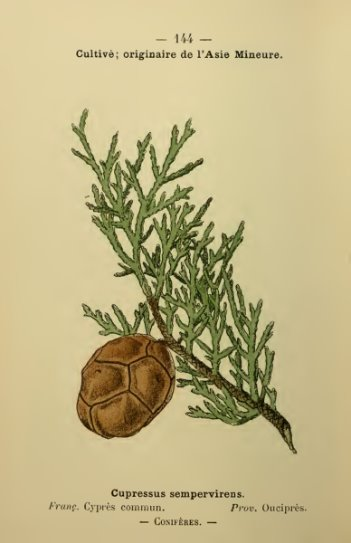 — 144 —
Cultivé; originaire de l'Asie Mineure.
Cupressus sempervirens.
Franç. Cyprès commun. Prov. Ouciprès.
— Conifères. —